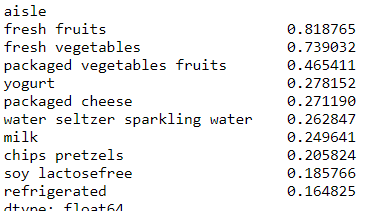 aisle
fresh fruits 0.818765
fresh vegetables 0.739032
packaged vegetables fruits 0.465411
yogurt 0.278152
packaged cheese 0.271190
water seltzer sparkling water 0.262847
milk 0.249641
chips pretzels 0.205824
soy lactosefree 0.185766
refrigerated 0.164825
dtype: float64